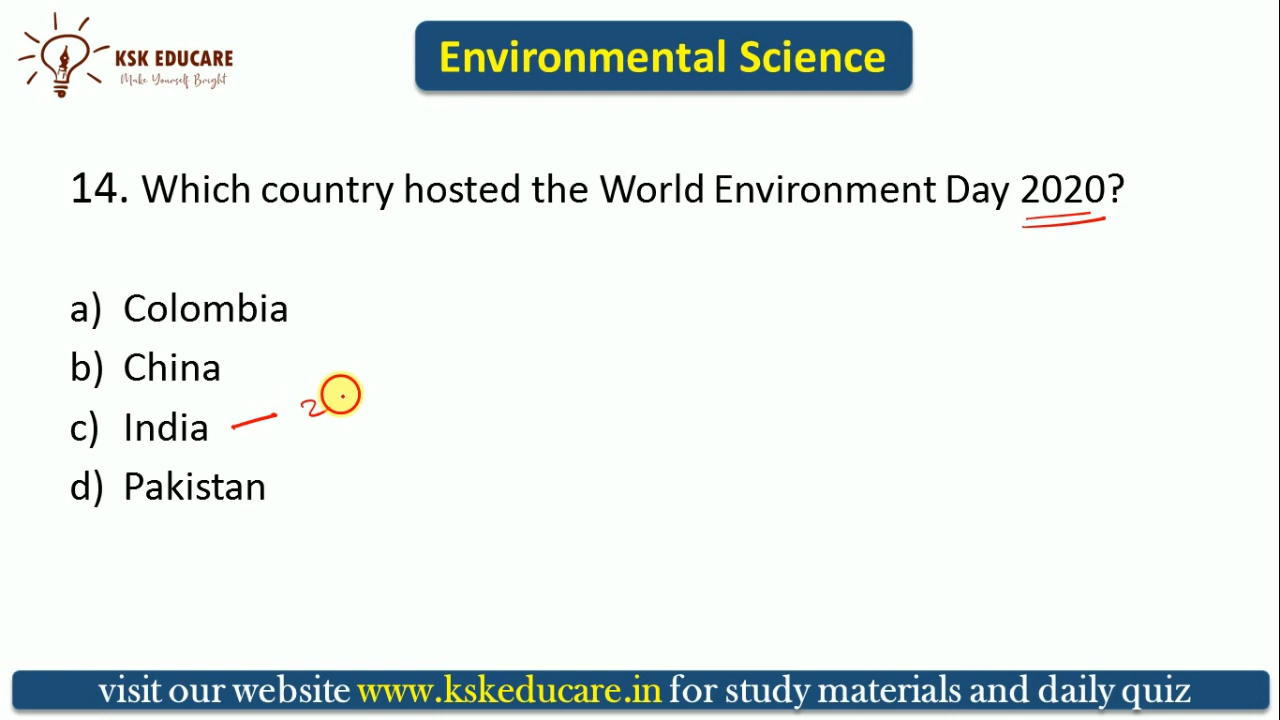 KSK EDUCARE
Make Yourself Bright
Environmental Science
14. Which country hosted the World Environment Day 2020?
a) Colombia
b) China
c) India - 2
d) Pakistan
visit our website www.kskeducare.in for study materials and daily quiz